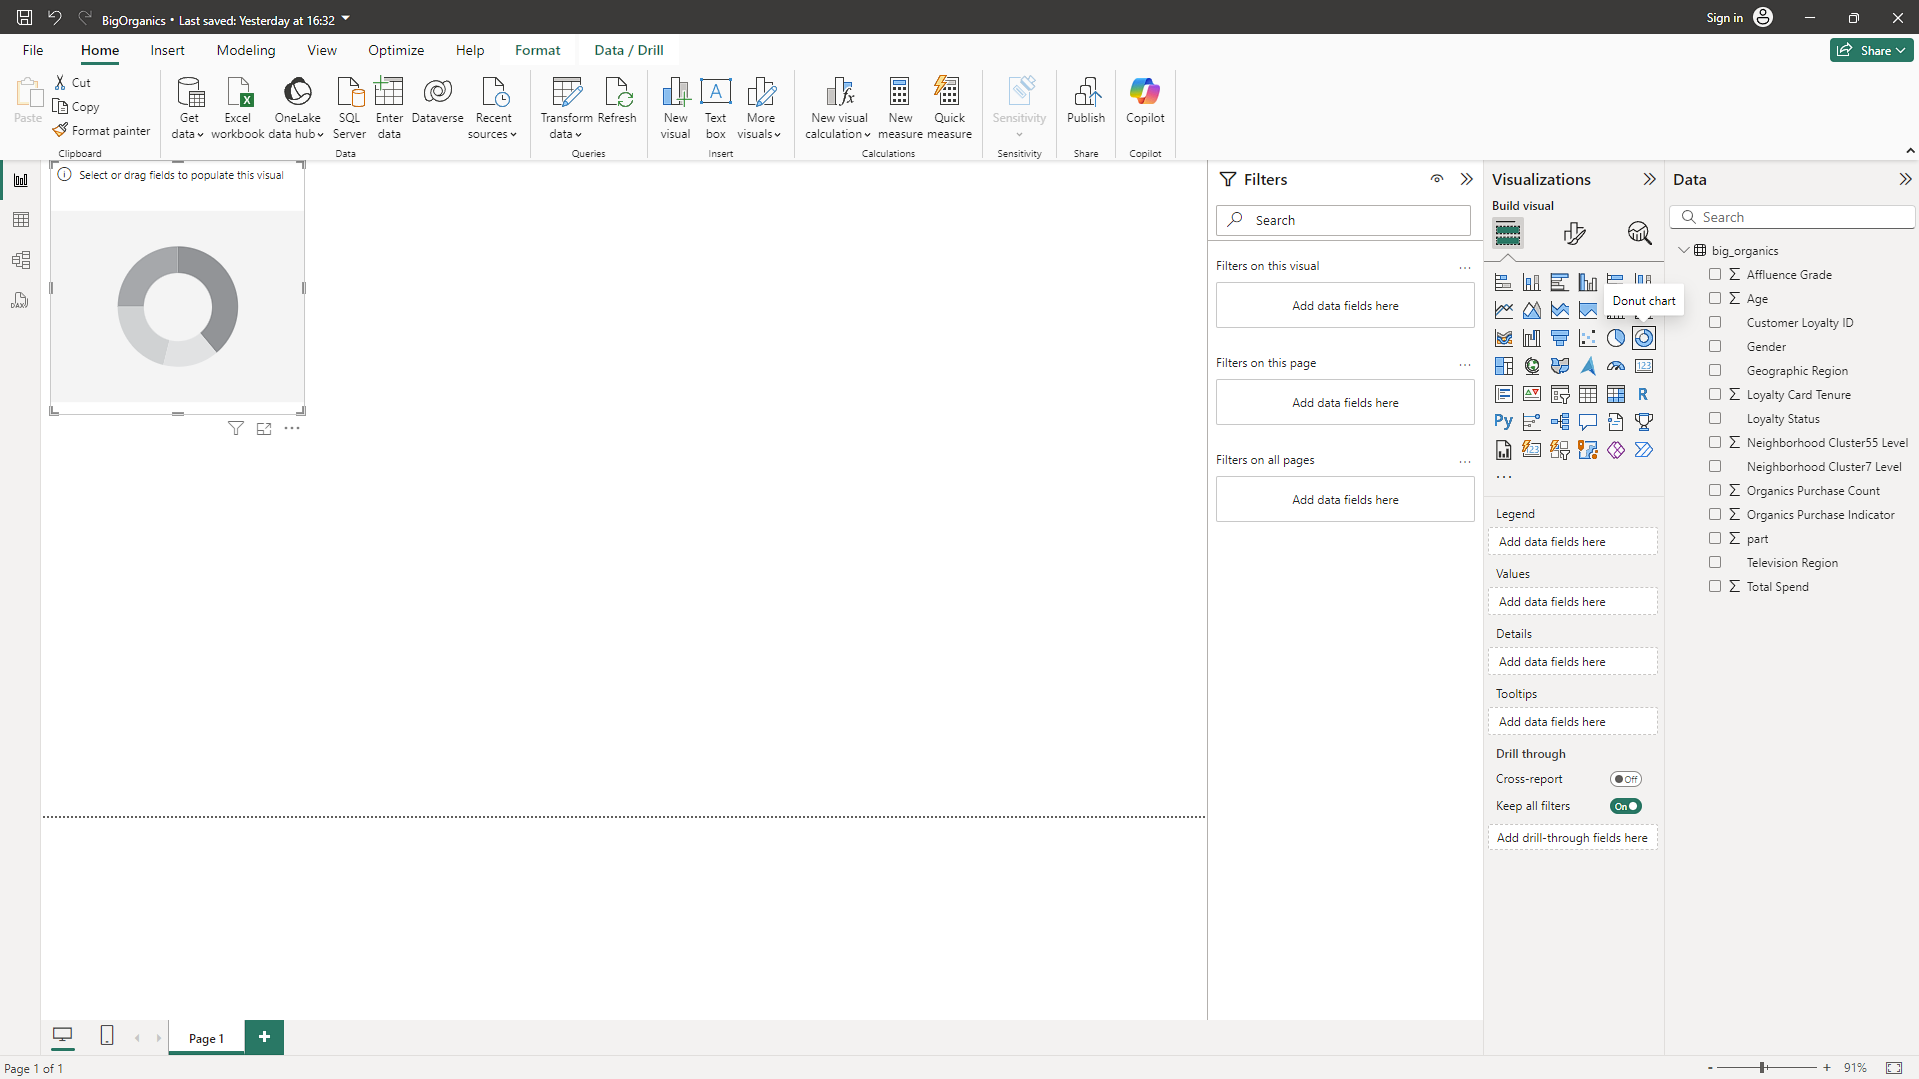 BigOrganics • Last saved: Yesterday at 16:32
Sign in
File
Home
Insert
Modeling
View
Optimize
Help
Format
Data / Drill
Share
Paste
Cut
Copy
Format painter
Clipboard
Get data
Excel workbook
OneLake data hub
SQL Server
Enter data
Dataverse
Recent sources
Data
Transform data
Refresh
Queries
New visual
Text box
More visuals
Insert
New visual calculation
New measure
Quick measure
Calculations
Sensitivity
Sensitivity
Publish
Share
Copilot
Copilot
Select or drag fields to populate this visual
Filters
Search
Filters on this visual
Add data fields here
Filters on this page
Add data fields here
Filters on all pages
Add data fields here
Visualizations
Build visual
Donut chart
123
R
Py
123
Legend
Add data fields here
Values
Add data fields here
Details
Add data fields here
Tooltips
Add data fields here
Drill through
Cross-report
Off
Keep all filters
On
Add drill-through fields here
Data
Search
big_organics
Affluence Grade
Age
Customer Loyalty ID
Gender
Geographic Region
Loyalty Card Tenure
Loyalty Status
Neighborhood Cluster55 Level
Neighborhood Cluster7 Level
Organics Purchase Count
Organics Purchase Indicator
part
Television Region
Total Spend
DAX
Page 1
Page 1 of 1
- + 91%